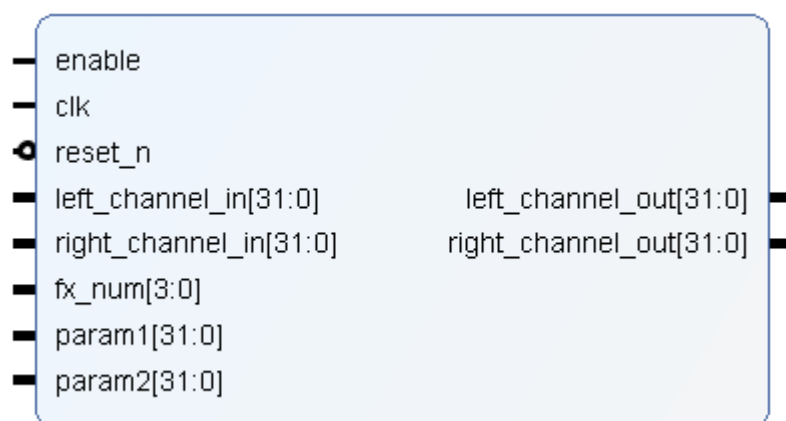 enable
clk
reset_n
left_channel_in[31:0] left_channel_out[31:0]
right_channel_in[31:0] right_channel_out[31:0]
fx_num[3:0]
param1[31:0]
param2[31:0]